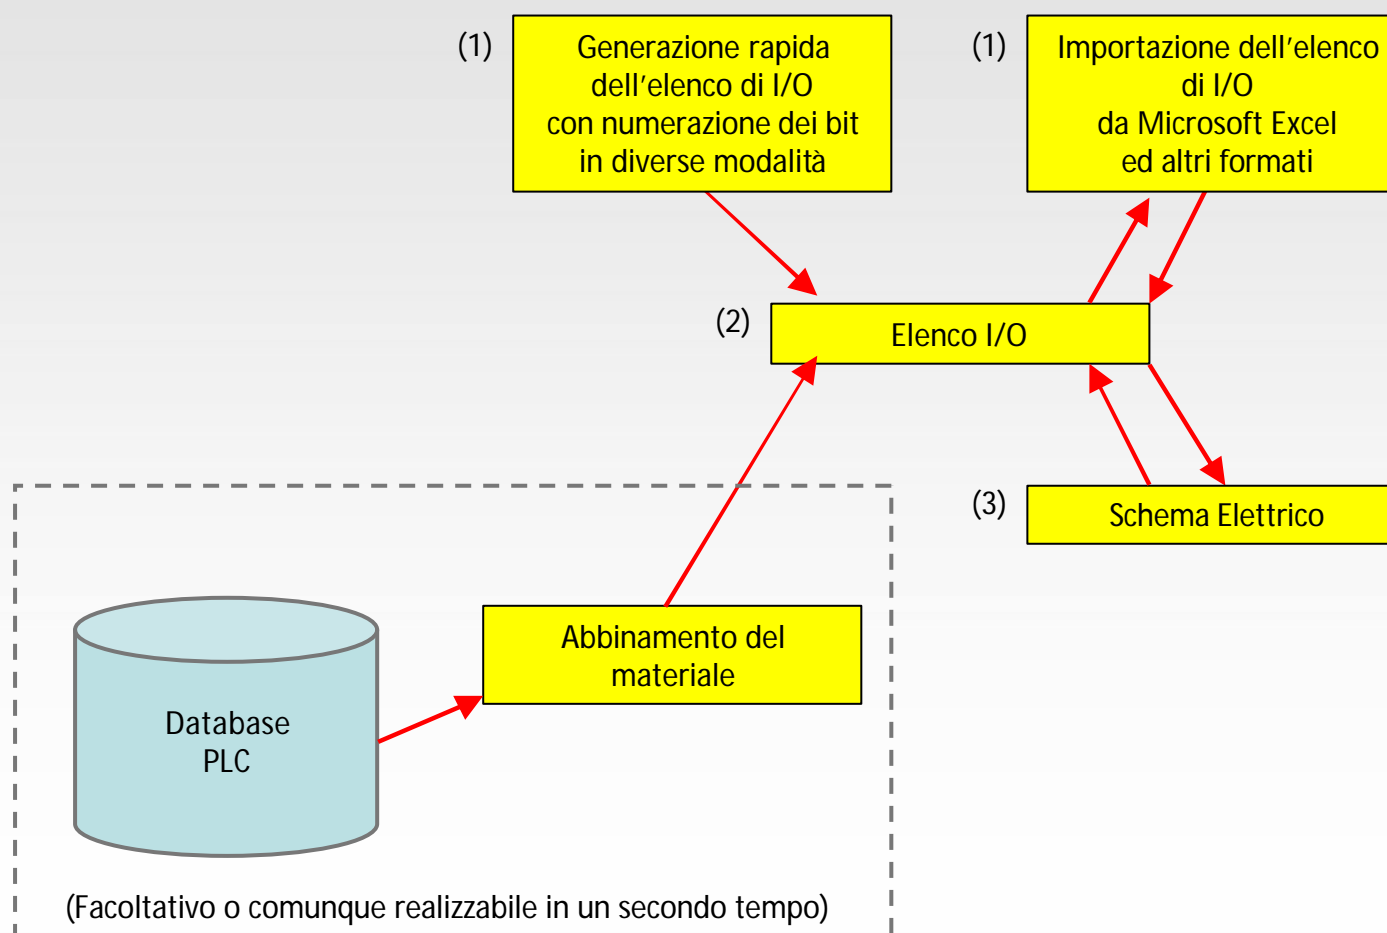 (1)
Generazione rapida
dell'elenco di I/O
con numerazione dei bit
in diverse modalità
(1)
Importazione dell'elenco
di I/O
da Microsoft Excel
ed altri formati
(2)
Elenco I/O
(3)
Schema Elettrico
Abbinamento del
materiale
Database
PLC
(Facoltativo o comunque realizzabile in un secondo tempo)